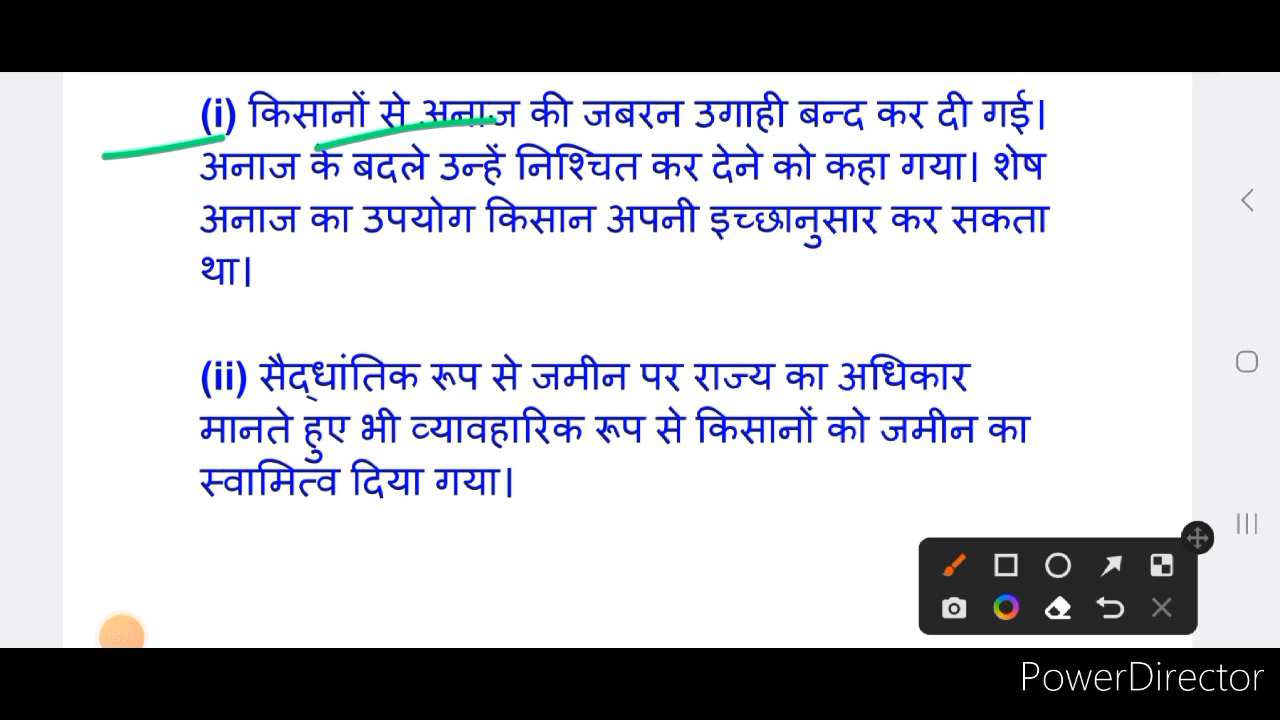 (i) किसानों से अनाज की जबरन उगाही बन्द कर दी गई।
अनाज के बदले उन्हें निश्चित कर देने को कहा गया। शेष
अनाज का उपयोग किसान अपनी इच्छानुसार कर सकता
था।
(ii) सैद्धांतिक रूप से जमीन पर राज्य का अधिकार
मानते हुए भी व्यावहारिक रूप से किसानों को जमीन का
स्वामित्व दिया गया।
PowerDirector